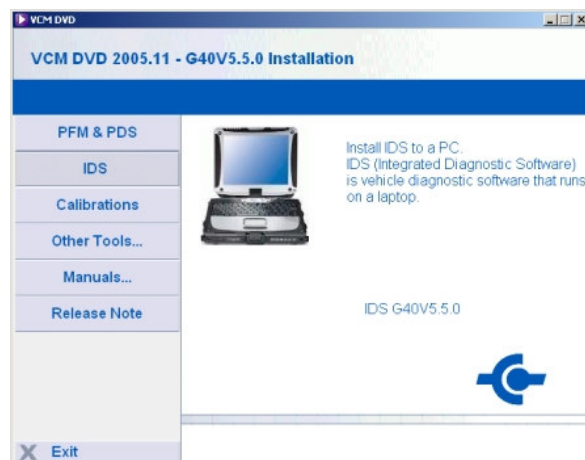 VCM DVD
VCM DVD 2005.11 - G40V5.5.0 Installation
PFM & PDS
IDS
Calibrations
Other Tools...
Manuals...
Release Note
Exit
Install IDS to a PC.
IDS (Integrated Diagnostic Software)
is vehicle diagnostic software that runs
on a laptop.
IDS G40V5.5.0